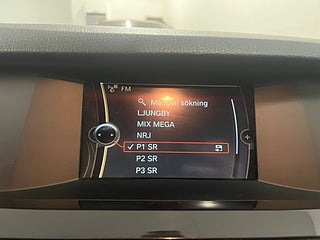 FM
Manuell sökning
LJUNGBY
MIX MEGA
NRJ
P1 SR
P2 SR
P3 SR